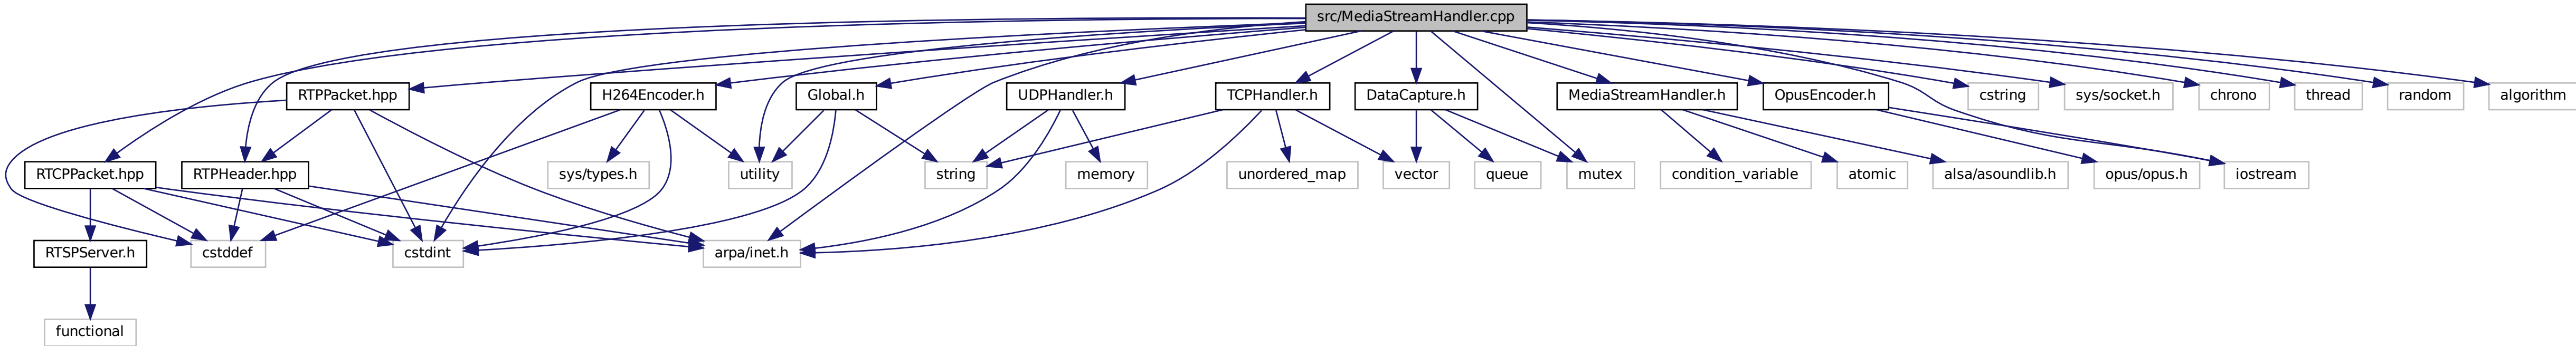 src/MediaStreamHandler.cpp
RTPPacket.hpp
H264Encoder.h
Global.h
UDPHandler.h
TCPHandler.h
DataCapture.h
MediaStreamHandler.h
OpusEncoder.h
cstring
sys/socket.h
chrono
thread
random
algorithm
RTCPPacket.hpp
RTPHeader.hpp
sys/types.h
utility
string
memory
unordered_map
vector
queue
mutex
condition_variable
atomic
alsa/asoundlib.h
opus/opus.h
iostream
RTSPServer.h
cstddef
cstdint
arpa/inet.h
functional